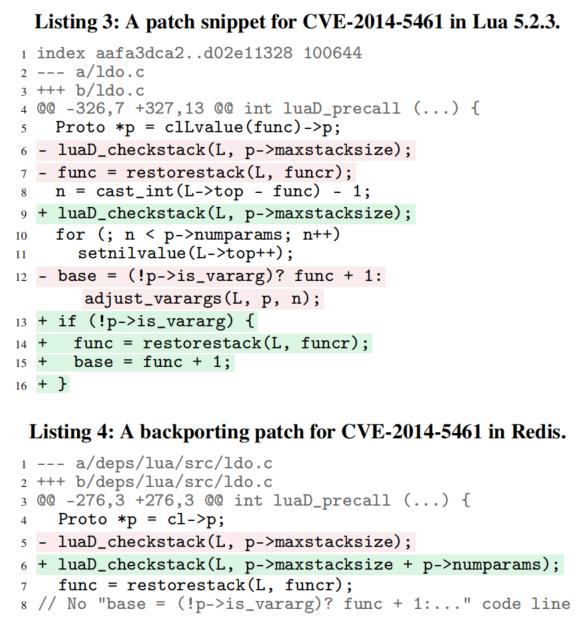 Listing 3: A patch snippet for CVE-2014-5461 in Lua 5.2.3.
1 index aafa3dca2..d02e11328 100644
2 --- a/ldo.c
3 +++ b/ldo.c
4 @@ -326,7 +327,13 @@ int luaD_precall (...) {
5   Proto *p = clLvalue(func)->p;
6 - luaD_checkstack(L, p->maxstacksize);
7 - func = restorestack(L, funcr);
8   n = cast_int(L->top - func) - 1;
9 + luaD_checkstack(L, p->maxstacksize);
10   for (; n < p->numparams; n++)
11     setnilvalue(L->top++);
12 - base = (!p->is_vararg)? func + 1:
     adjust_varargs(L, p, n);
13 + if (!p->is_vararg) {
14 +   func = restorestack(L, funcr);
15 +   base = func + 1;
16 + }
Listing 4: A backporting patch for CVE-2014-5461 in Redis.
1 --- a/deps/lua/src/ldo.c
2 +++ b/deps/lua/src/ldo.c
3 @@ -276,3 +276,3 @@ int luaD_precall (...) {
4   Proto *p = cl->p;
5 - luaD_checkstack(L, p->maxstacksize);
6 + luaD_checkstack(L, p->maxstacksize + p->numparams);
7   func = restorestack(L, funcr);
8 // No "base = (!p->is_vararg)? func + 1:..." code line